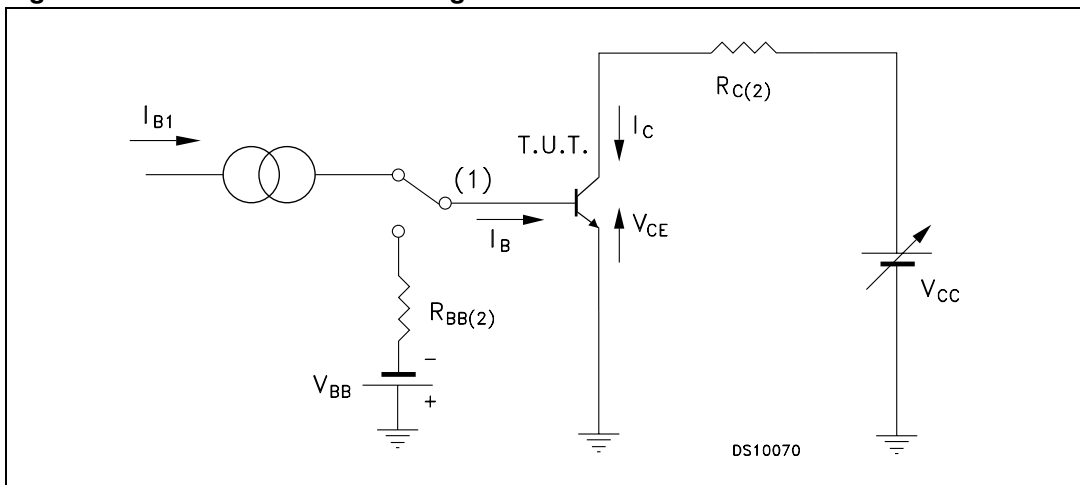 R_C(2)
I_B1
I_C
T.U.T.
(1)
I_B
V_CE
R_BB(2)
V_CC
−
V_BB
+
DS10070